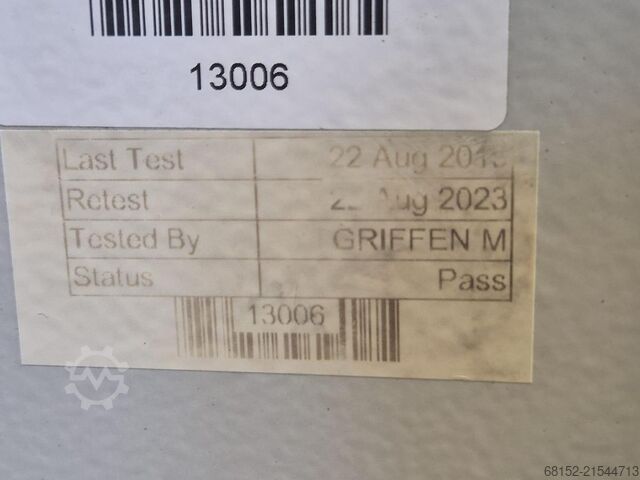 13006
Last Test 22 Aug
Retest Aug 2023
Tested By GRIFFEN M
Status Pass
13006
68152-21544713